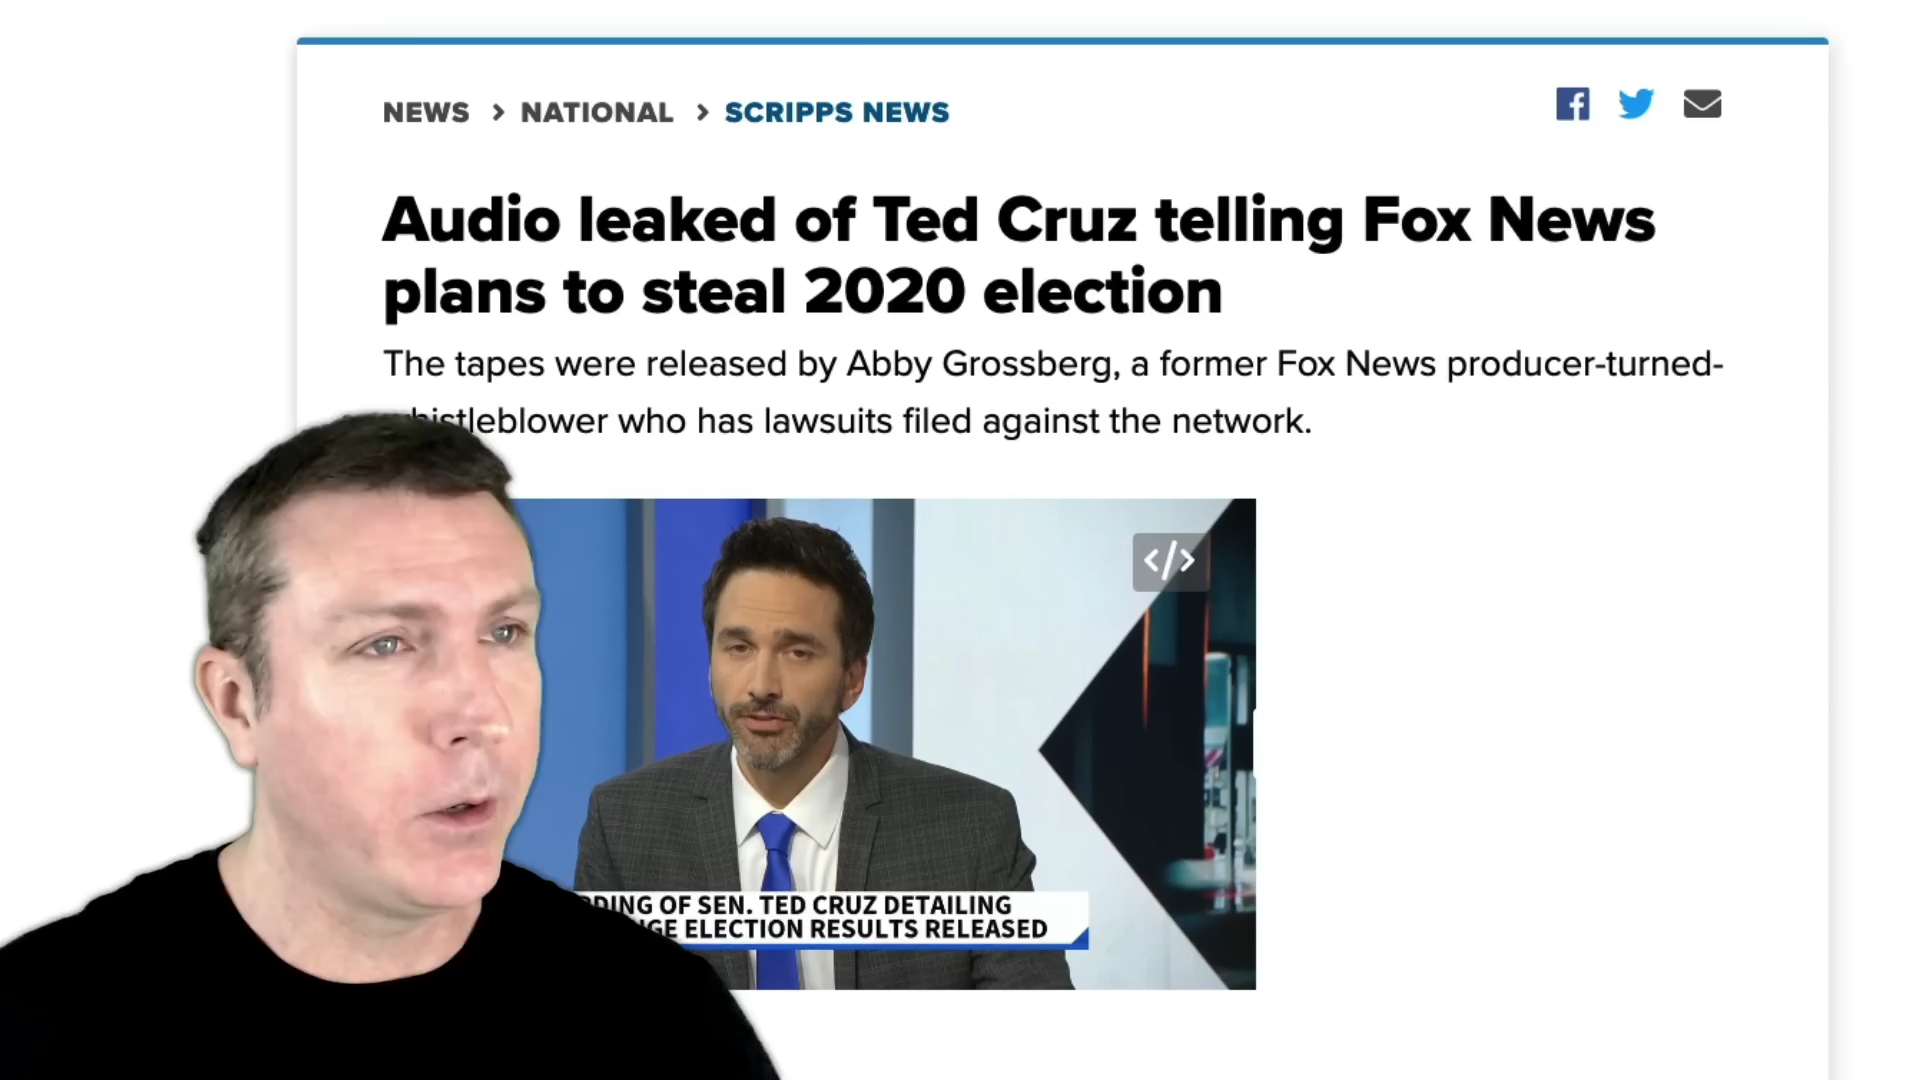 NEWS > NATIONAL > SCRIPPS NEWS
Audio leaked of Ted Cruz telling Fox News
plans to steal 2020 election
The tapes were released by Abby Grossberg, a former Fox News producer-turned-
who has lawsuits filed against the network.
</>
OF SEN. TED CRUZ DETAILING
ELECTION RESULTS RELEASED